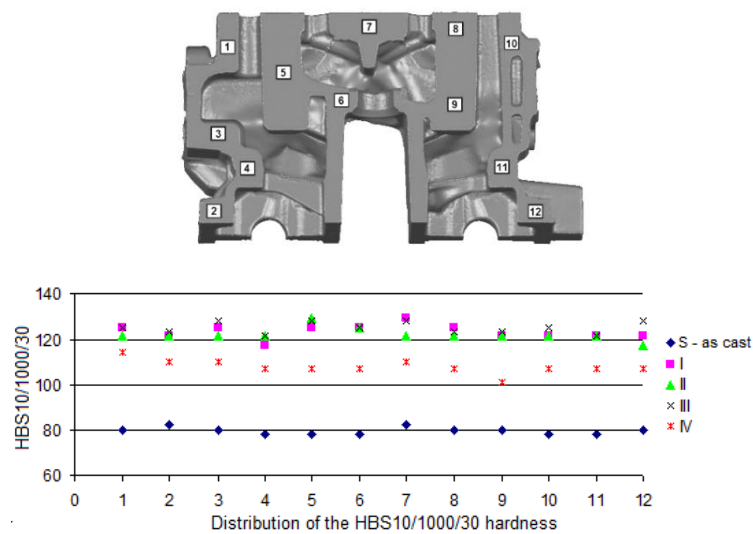 7
8
1
10
5
6
9
3
4
11
2
12
140
120
100
80
60
HBS10/1000/30
0 1 2 3 4 5 6 7 8 9 10 11 12
Distribution of the HBS10/1000/30 hardness
S - as cast
I
II
III
IV